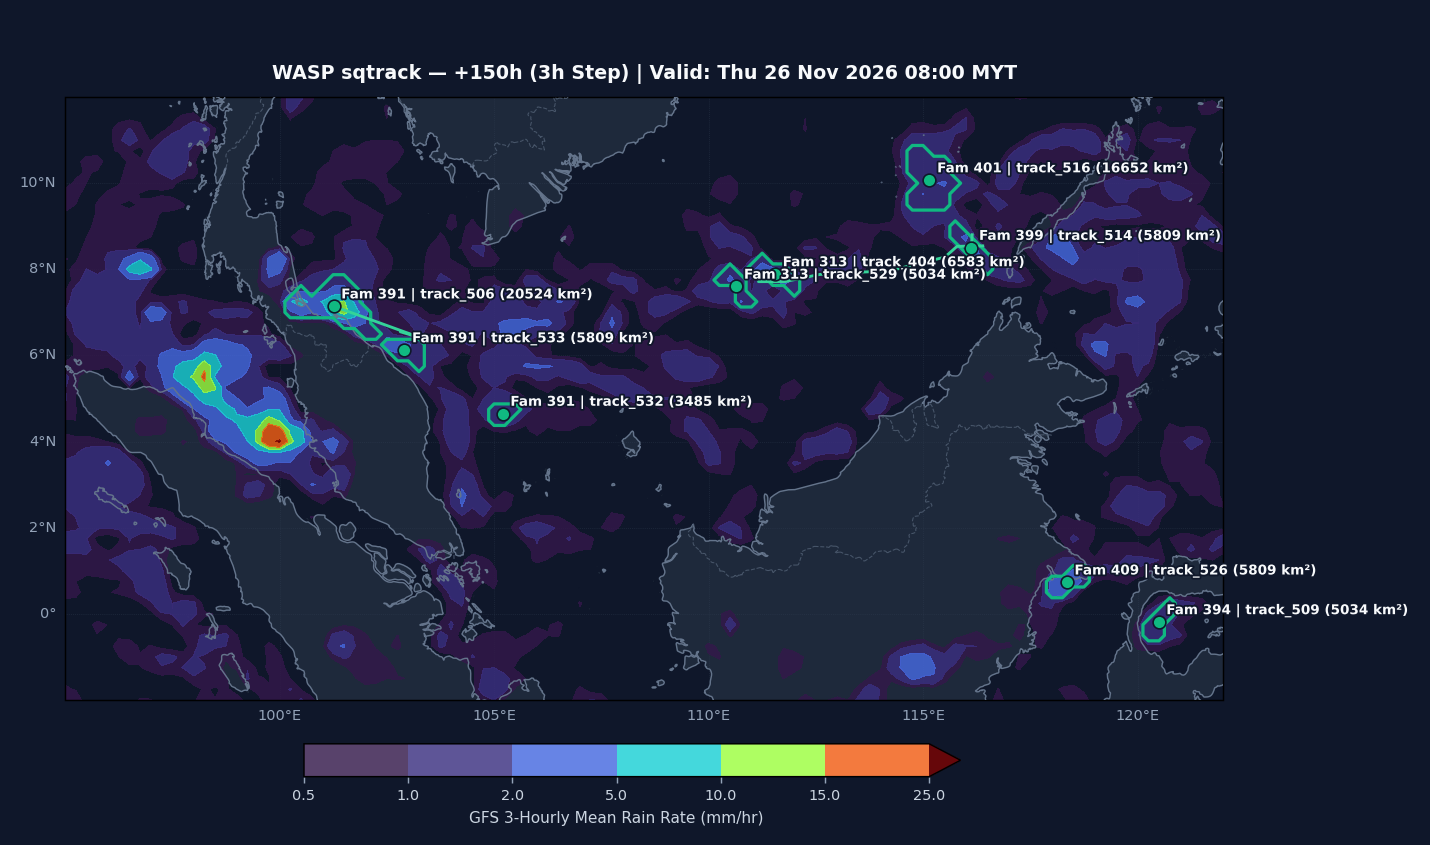 WASP sqtrack — +150h (3h Step) | Valid: Thu 26 Nov 2026 08:00 MYT
Fam 401 | track_516 (16652 km²)
10°N
Fam 399 | track_514 (5809 km²)
Fam 313 | track_404 (6583 km²)
8°N
Fam 313 | track_529 (5034 km²)
Fam 391 | track_506 (20524 km²)
Fam 391 | track_533 (5809 km²)
6°N
Fam 391 | track_532 (3485 km²)
4°N
2°N
Fam 409 | track_526 (5809 km²)
Fam 394 | track_509 (5034 km²)
0°
100°E 105°E 110°E 115°E 120°E
0.5 1.0 2.0 5.0 10.0 15.0 25.0
GFS 3-Hourly Mean Rain Rate (mm/hr)